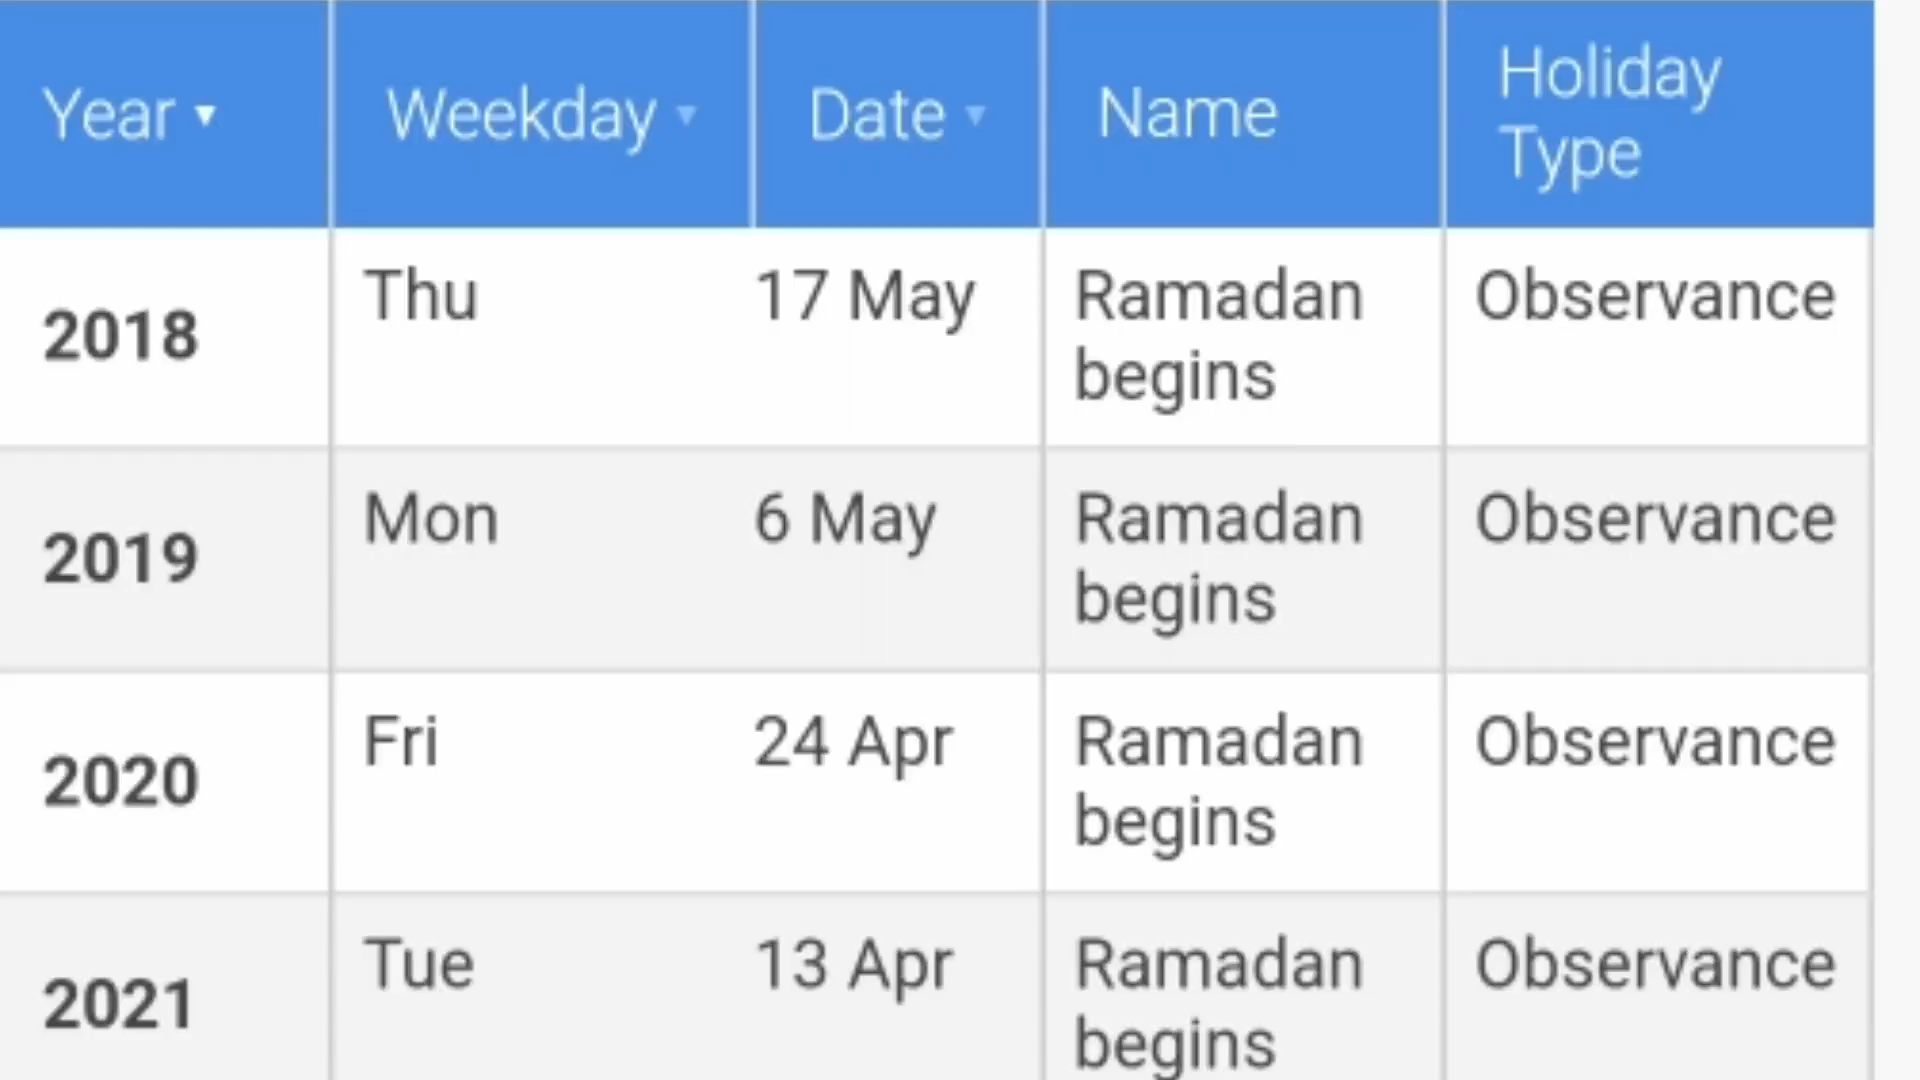 Year ▼ Weekday ▼ Date ▼ Name Holiday Type
2018 Thu 17 May Ramadan begins Observance
2019 Mon 6 May Ramadan begins Observance
2020 Fri 24 Apr Ramadan begins Observance
2021 Tue 13 Apr Ramadan begins Observance